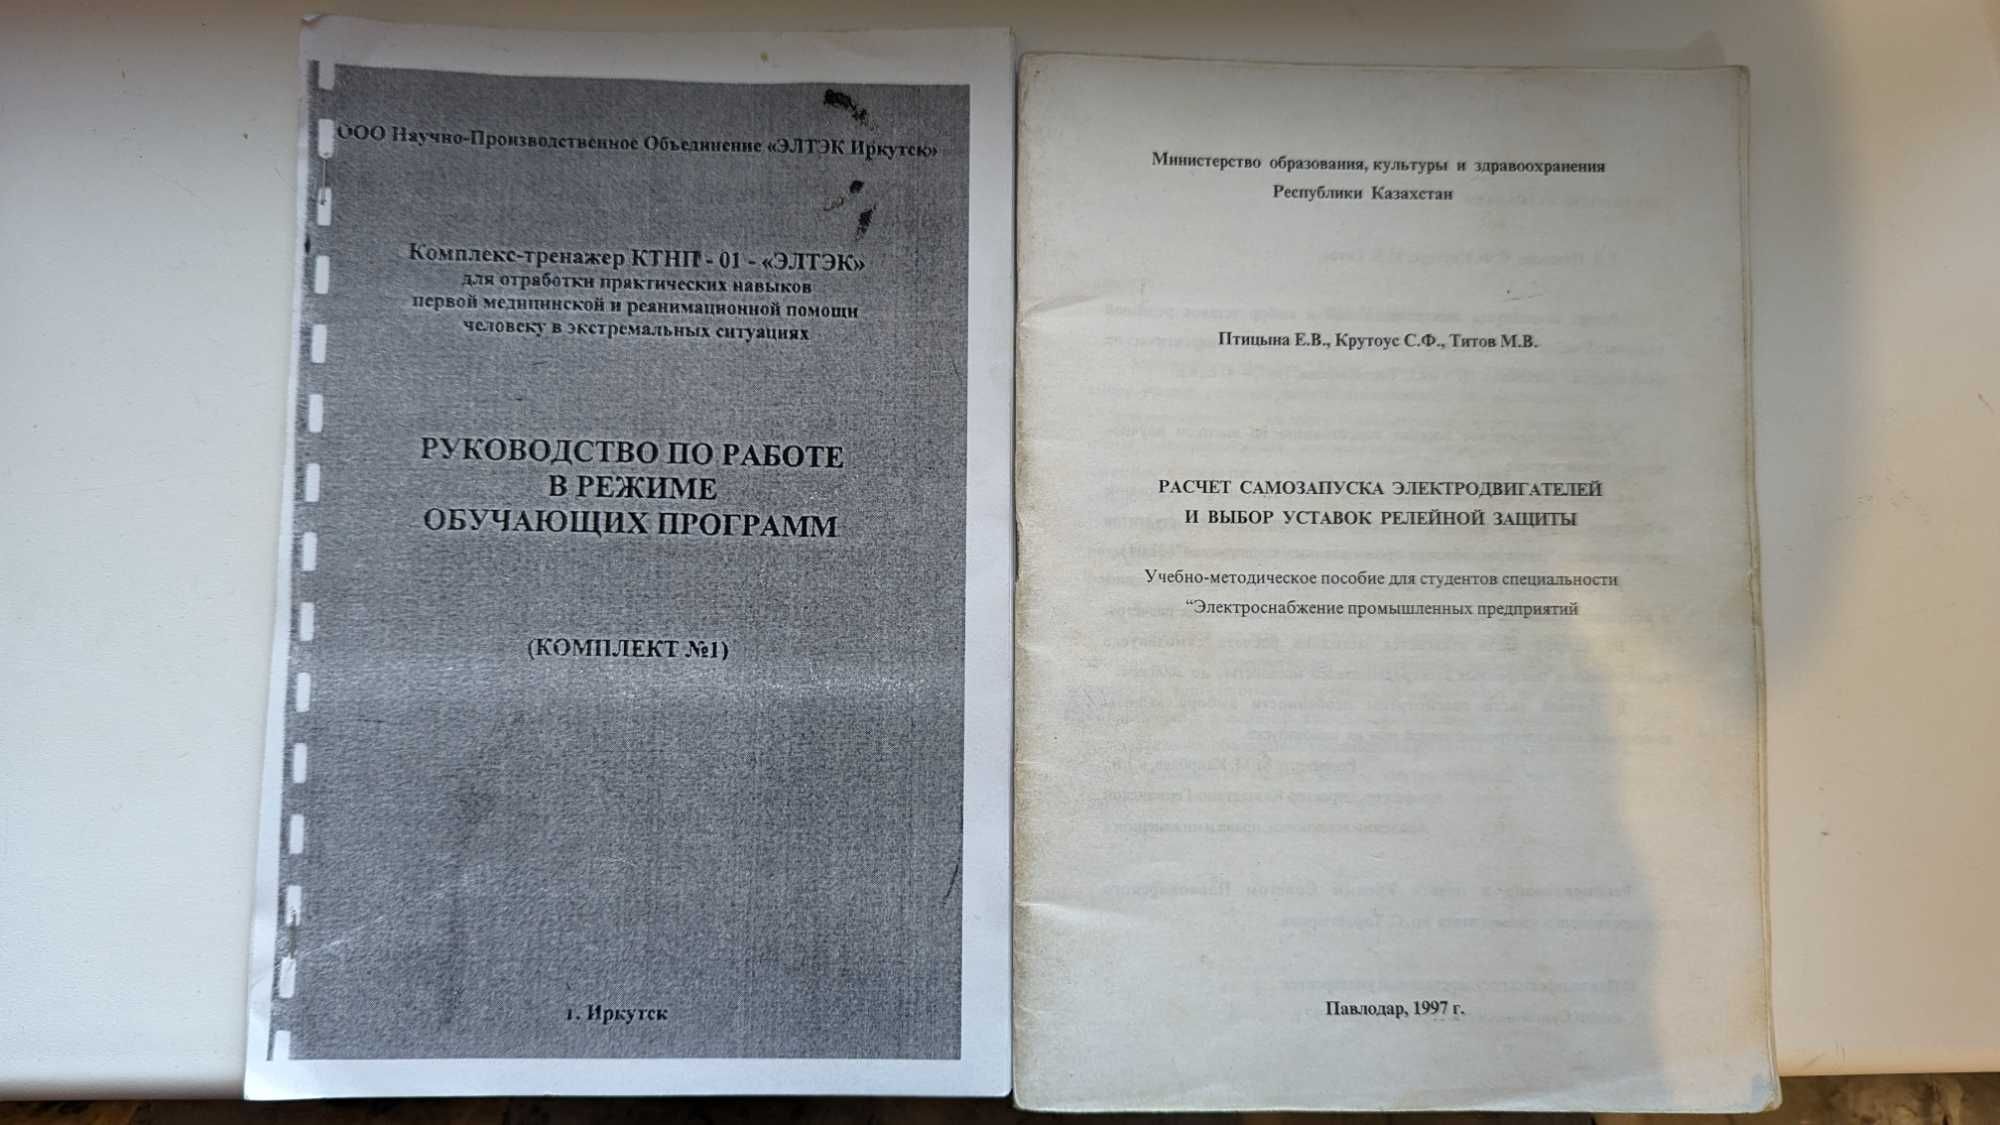 ООО Научно-Производственное Объединение «ЭЛТЭК Иркутск»
Комплекс-тренажер КТНП - 01 - «ЭЛТЭК»
для отработки практических навыков
первой медицинской и реанимационной помощи
человеку в экстремальных ситуациях
РУКОВОДСТВО ПО РАБОТЕ
В РЕЖИМЕ
ОБУЧАЮЩИХ ПРОГРАММ
(КОМПЛЕКТ №1)
г. Иркутск
Министерство образования, культуры и здравоохранения
Республики Казахстан
Птицына Е.В., Крутоус С.Ф., Титов М.В.
РАСЧЕТ САМОЗАПУСКА ЭЛЕКТРОДВИГАТЕЛЕЙ
И ВЫБОР УСТАВОК РЕЛЕЙНОЙ ЗАЩИТЫ
Учебно-методическое пособие для студентов специальности
“Электроснабжение промышленных предприятий
Павлодар, 1997 г.